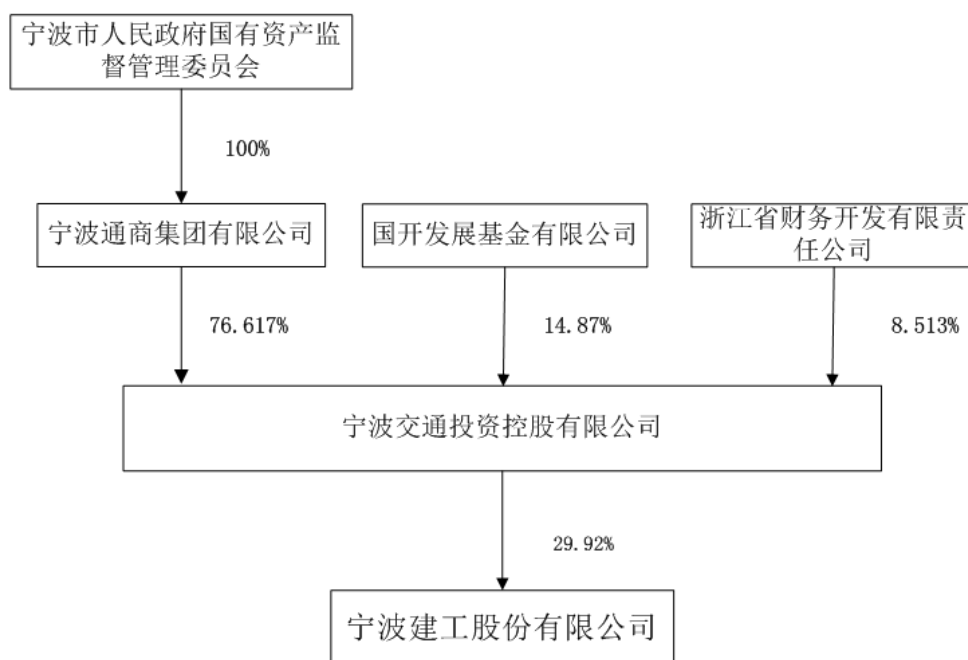 宁波市人民政府国有资产监
督管理委员会
100%
宁波通商集团有限公司
国开发展基金有限公司
浙江省财务开发有限责
任公司
76.617%
14.87%
8.513%
宁波交通投资控股有限公司
29.92%
宁波建工股份有限公司